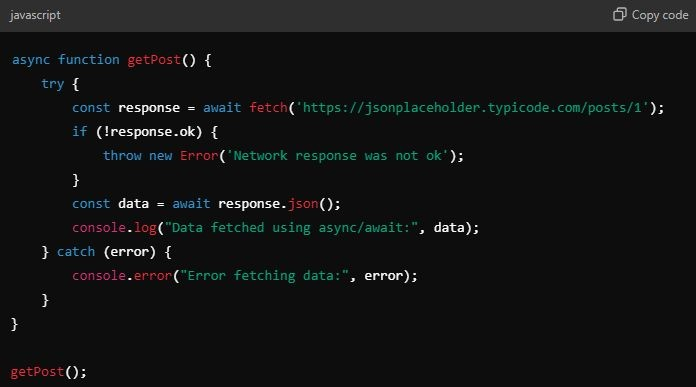 javascript
Copy code
async function getPost() {
    try {
        const response = await fetch('https://jsonplaceholder.typicode.com/posts/1');
        if (!response.ok) {
            throw new Error('Network response was not ok');
        }
        const data = await response.json();
        console.log("Data fetched using async/await:", data);
    } catch (error) {
        console.error("Error fetching data:", error);
    }
}

getPost();